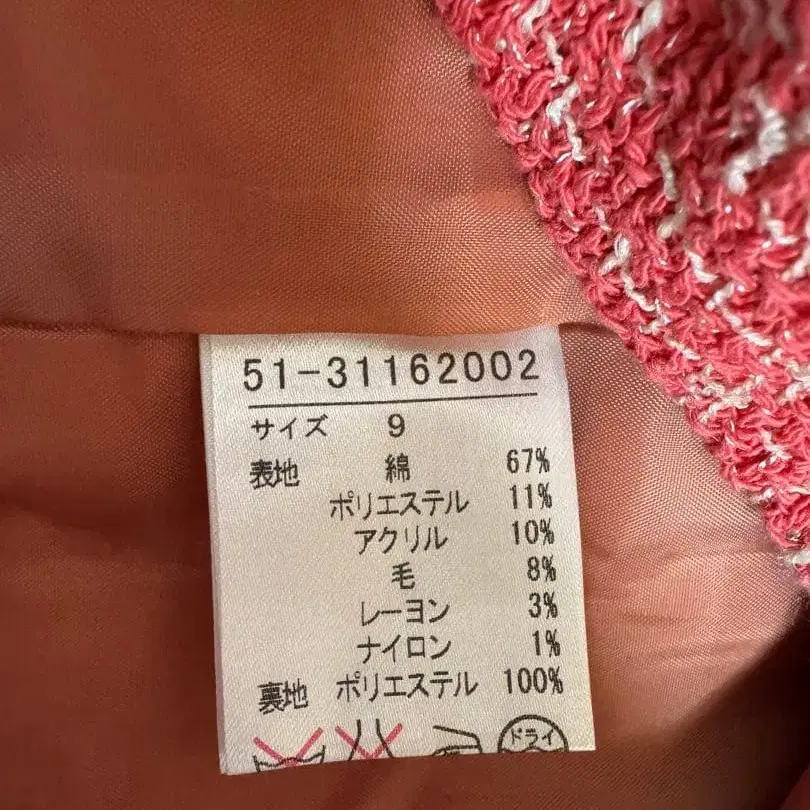 51-31162002
サイズ 9
表地 綿 67%
ポリエステル 11%
アクリル 10%
毛 8%
レーヨン 3%
ナイロン 1%
裏地 ポリエステル 100%
ドライ